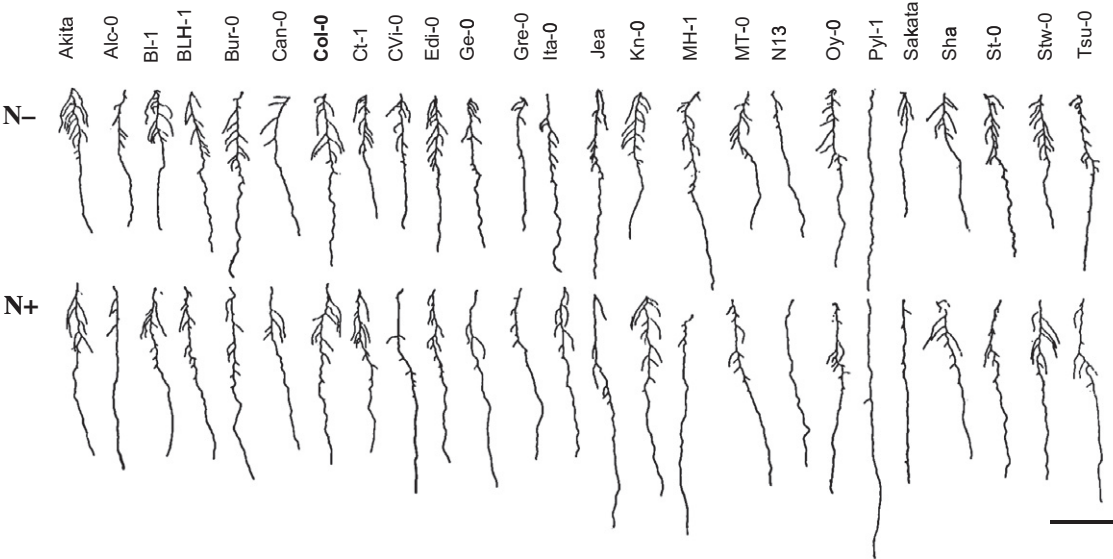 Akita Alc-0 Bl-1 BLH-1 Bur-0 Can-0 Col-0 Ct-1 CVi-0 Edi-0 Ge-0 Gre-0 Ita-0 Jea Kn-0 MH-1 MT-0 N13 Oy-0 Pyl-1 Sakata Sha St-0 Stw-0 Tsu-0
N–
N+